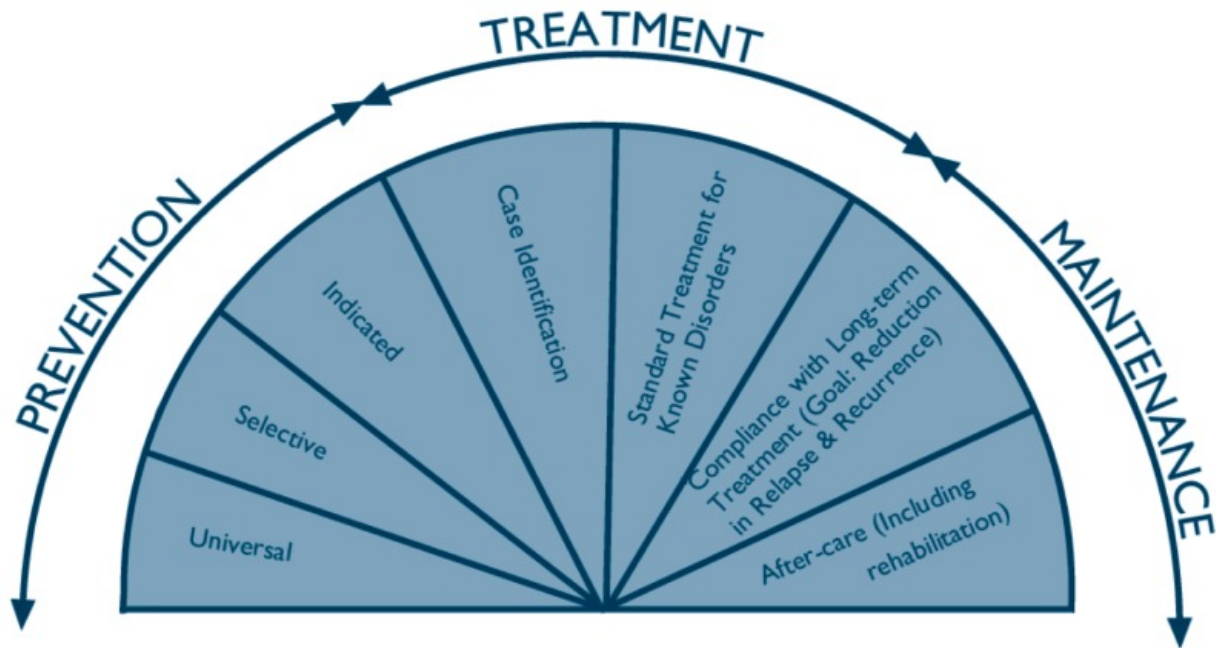 PREVENTION
TREATMENT
MAINTENANCE
Universal
Selective
Indicated
Case Identification
Standard Treatment for
Known Disorders
Compliance with Long-term
Treatment (Goal: Reduction
in Relapse & Recurrence)
After-care (Including
rehabilitation)